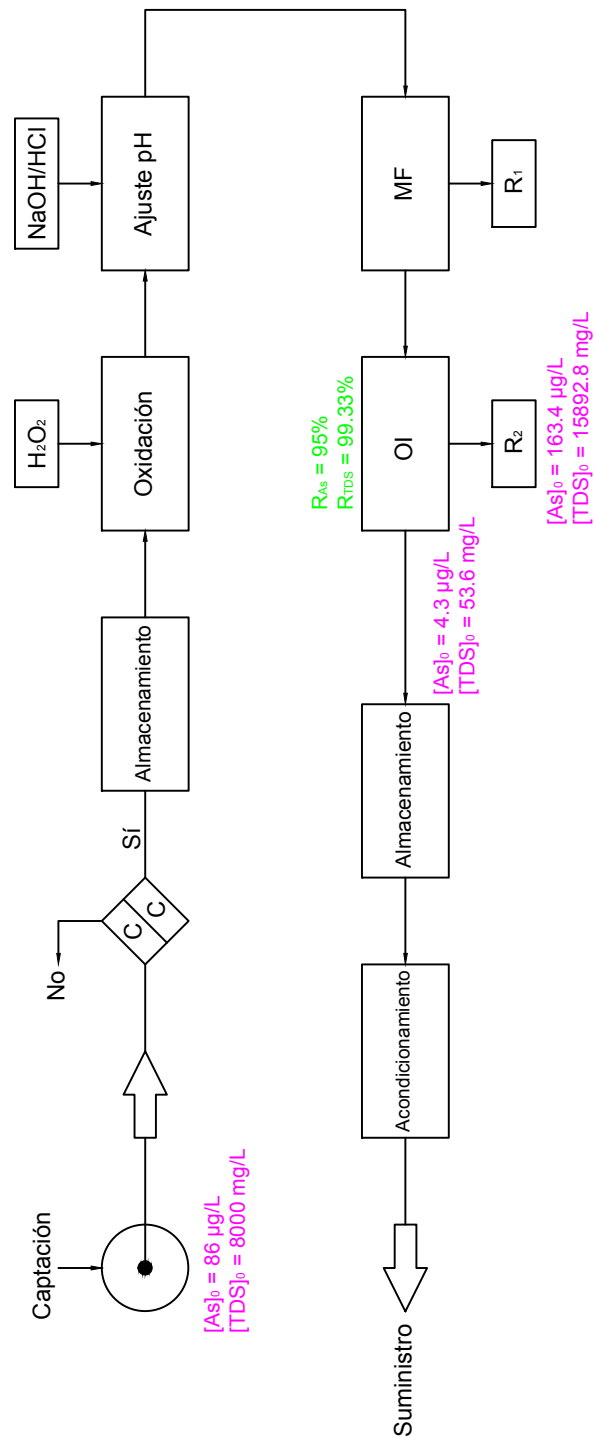 Captación
[As]₀ = 86 µg/L
[TDS]₀ = 8000 mg/L
No
C
C
Sí
Almacenamiento
H₂O₂
Oxidación
NaOH/HCl
Ajuste pH
MF
R₁
R_As = 95%
R_TDS = 99.33%
OI
R₂
[As]₀ = 163.4 µg/L
[TDS]₀ = 15892.8 mg/L
[As]₀ = 4.3 µg/L
[TDS]₀ = 53.6 mg/L
Almacenamiento
Acondicionamiento
Suministro